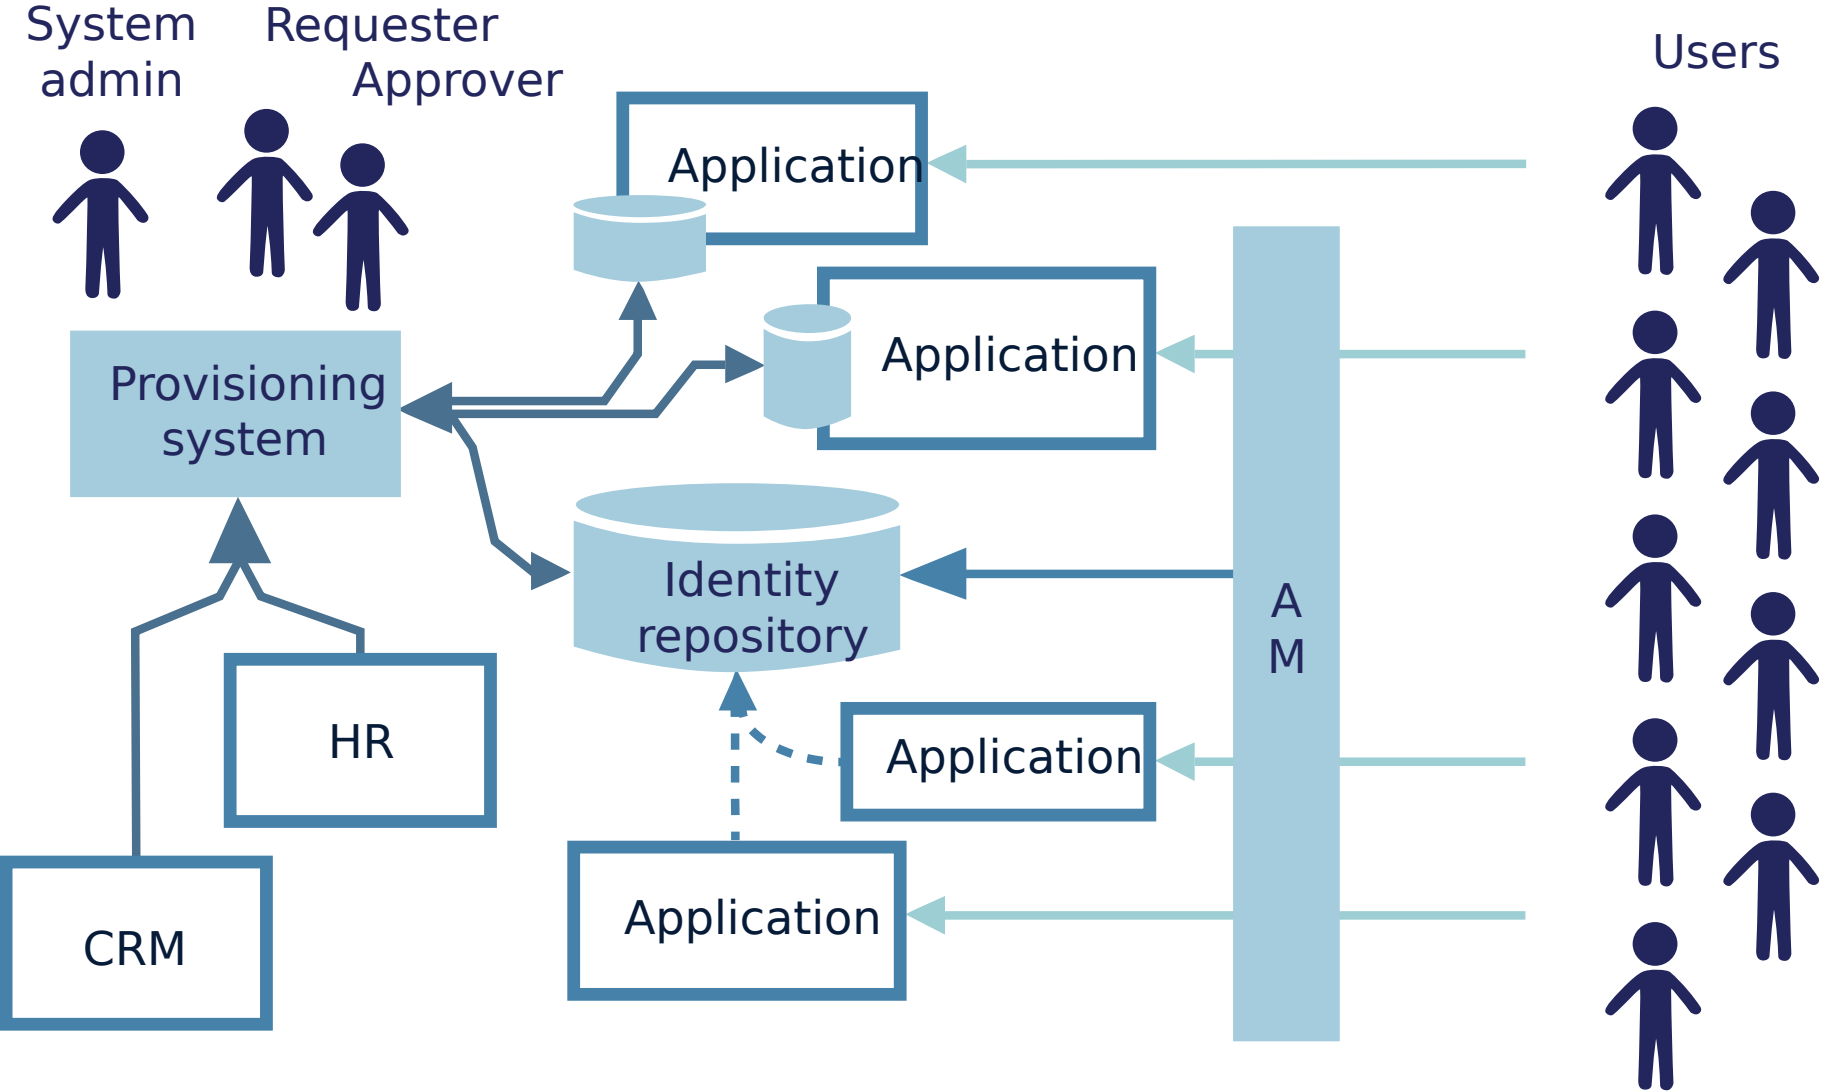 System
admin
Requester
Approver
Users
Application
Application
Provisioning
system
Identity
repository
A
M
HR
Application
CRM
Application